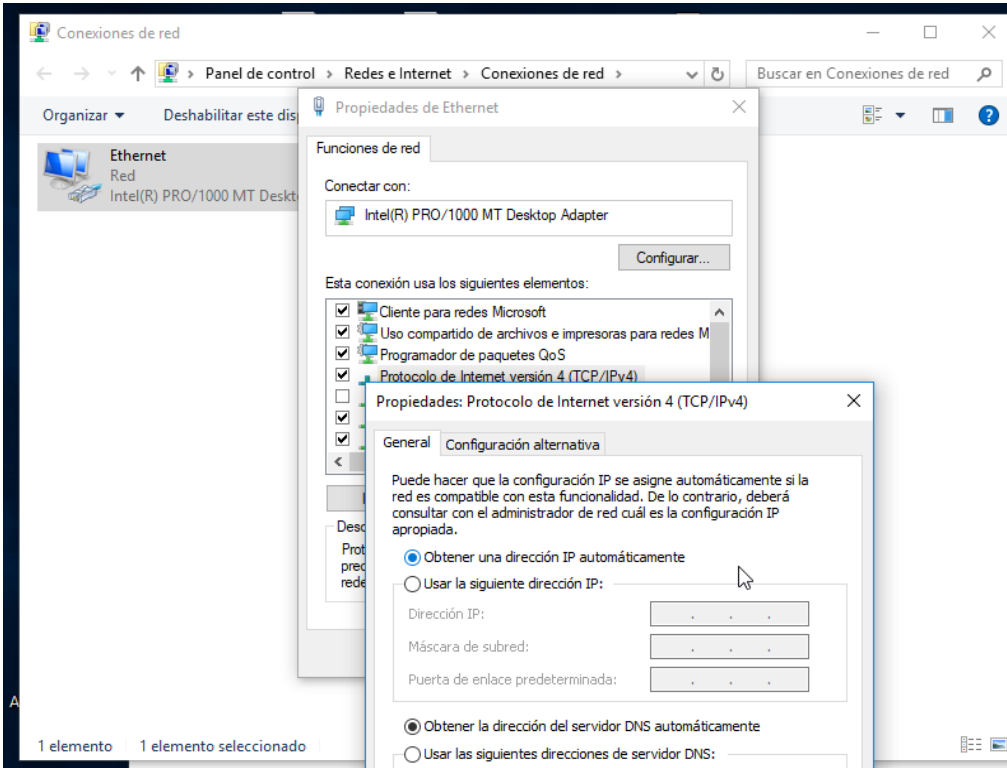 Conexiones de red
Panel de control > Redes e Internet > Conexiones de red >
Buscar en Conexiones de red
Organizar
Deshabilitar este dis
Ethernet
Red
Intel(R) PRO/1000 MT Deskt
Propiedades de Ethernet
Funciones de red
Conectar con:
Intel(R) PRO/1000 MT Desktop Adapter
Configurar...
Esta conexión usa los siguientes elementos:
Cliente para redes Microsoft
Uso compartido de archivos e impresoras para redes M
Programador de paquetes QoS
Protocolo de Internet versión 4 (TCP/IPv4)
Desc
Prot
prec
rede
Propiedades: Protocolo de Internet versión 4 (TCP/IPv4)
General
Configuración alternativa
Puede hacer que la configuración IP se asigne automáticamente si la
red es compatible con esta funcionalidad. De lo contrario, deberá
consultar con el administrador de red cuál es la configuración IP
apropiada.
Obtener una dirección IP automáticamente
Usar la siguiente dirección IP:
Dirección IP:
Máscara de subred:
Puerta de enlace predeterminada:
Obtener la dirección del servidor DNS automáticamente
Usar las siguientes direcciones de servidor DNS:
A
1 elemento
1 elemento seleccionado